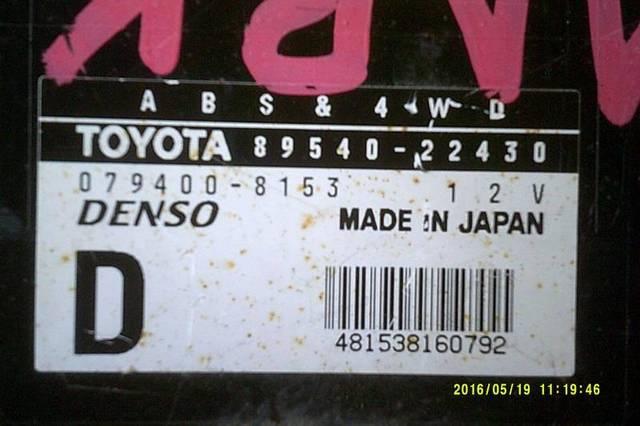 ABS & 4WD
TOYOTA 89540-22430
079400-8153 12V
DENSO MADE IN JAPAN
D
481538160792
2016/05/19 11:19:46